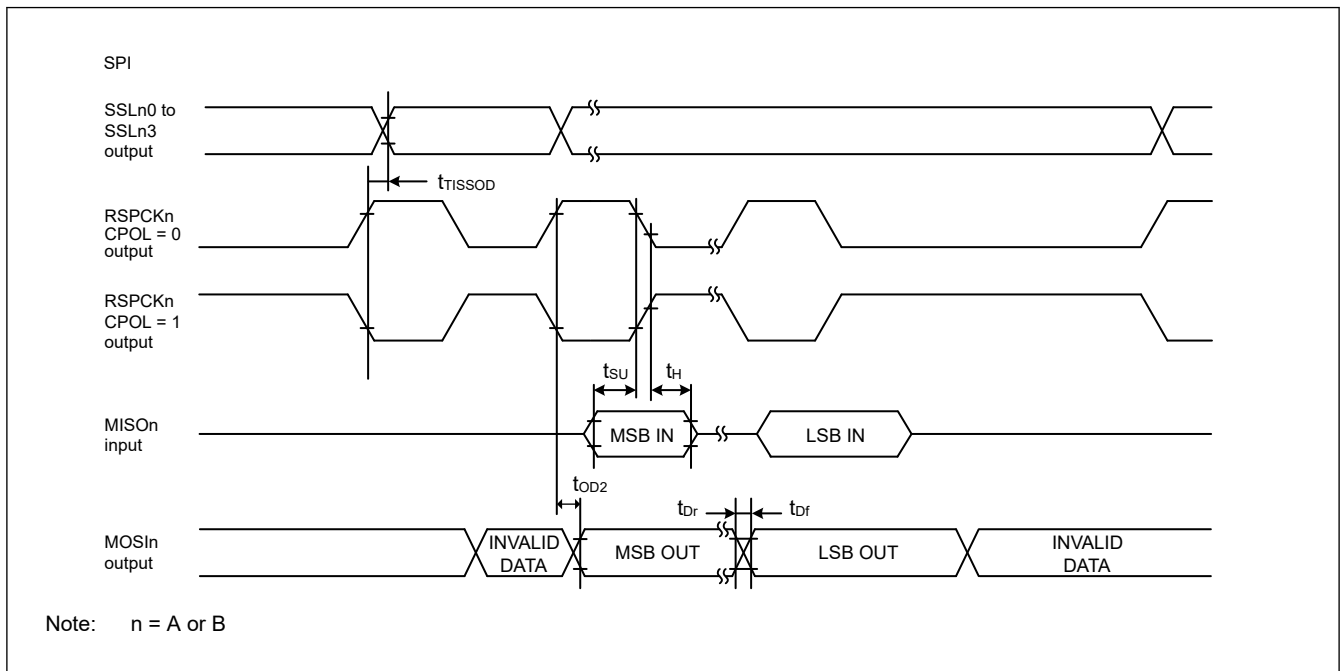 SPI
SSLn0 to
SSLn3
output
tTISSOD
RSPCKn
CPOL = 0
output
RSPCKn
CPOL = 1
output
tSU
tH
MISOn
input
MSB IN
LSB IN
tOD2
tDr
tDf
MOSIn
output
INVALID
DATA
MSB OUT
LSB OUT
INVALID
DATA
Note: n = A or B